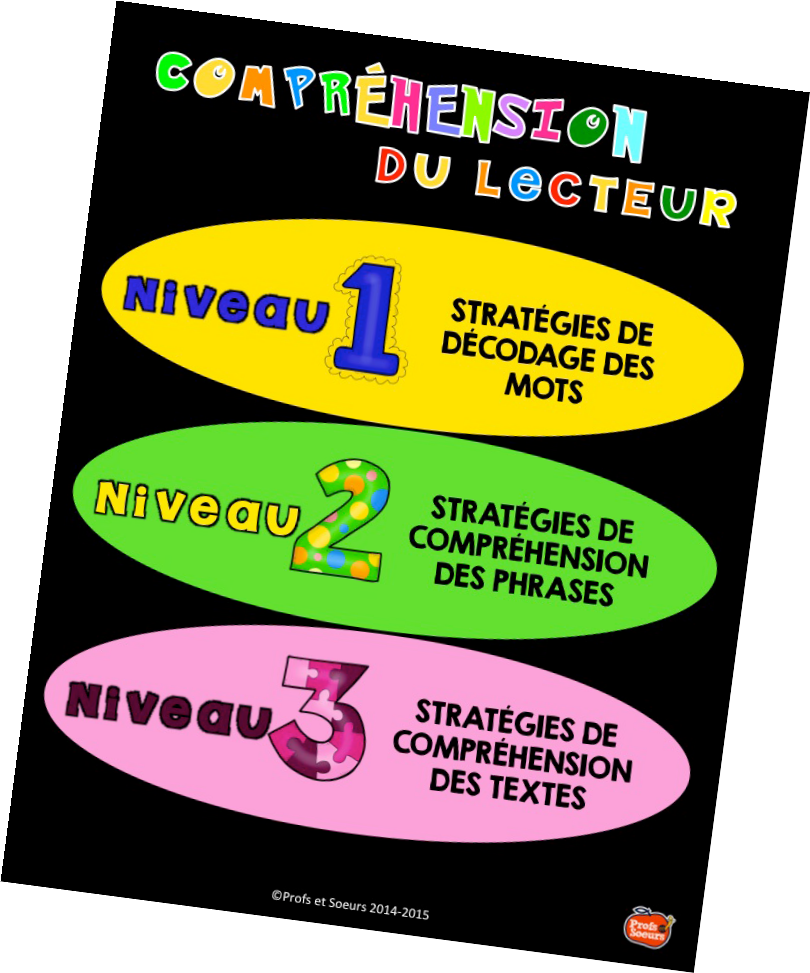 COMPRÉHENSION
DU LECTEUR
Niveau 1
STRATÉGIES DE
DÉCODAGE DES
MOTS
Niveau 2
STRATÉGIES DE
COMPRÉHENSION
DES PHRASES
Niveau 3
STRATÉGIES DE
COMPRÉHENSION
DES TEXTES
©Profs et Soeurs 2014-2015
Profs et
Soeurs